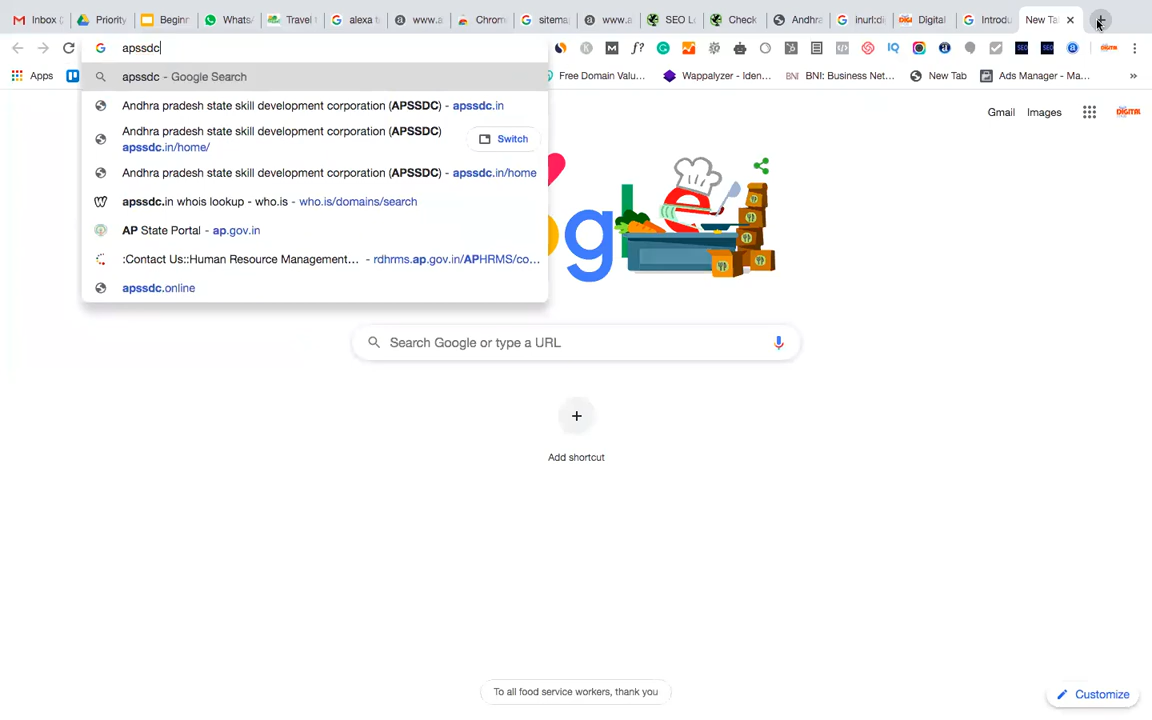 Inbox ( Priority Beginn Whats Travel t alexa t www.a Chrom sitema www.a SEO L Check Andhra inurl:di Digital Introdu New Ta
apssdc
Apps Free Domain Valu... Wappalyzer - Iden... BNI BNI: Business Net... New Tab Ads Manager - Ma... »
apssdc - Google Search
Gmail Images
Andhra pradesh state skill development corporation (APSSDC) - apssdc.in
Andhra pradesh state skill development corporation (APSSDC)
apssdc.in/home/
Switch
Andhra pradesh state skill development corporation (APSSDC) - apssdc.in/home
apssdc.in whois lookup - who.is - who.is/domains/search
AP State Portal - ap.gov.in
:Contact Us::Human Resource Management... - rdhrms.ap.gov.in/APHRMS/co...
apssdc.online
Search Google or type a URL
Add shortcut
To all food service workers, thank you
Customize